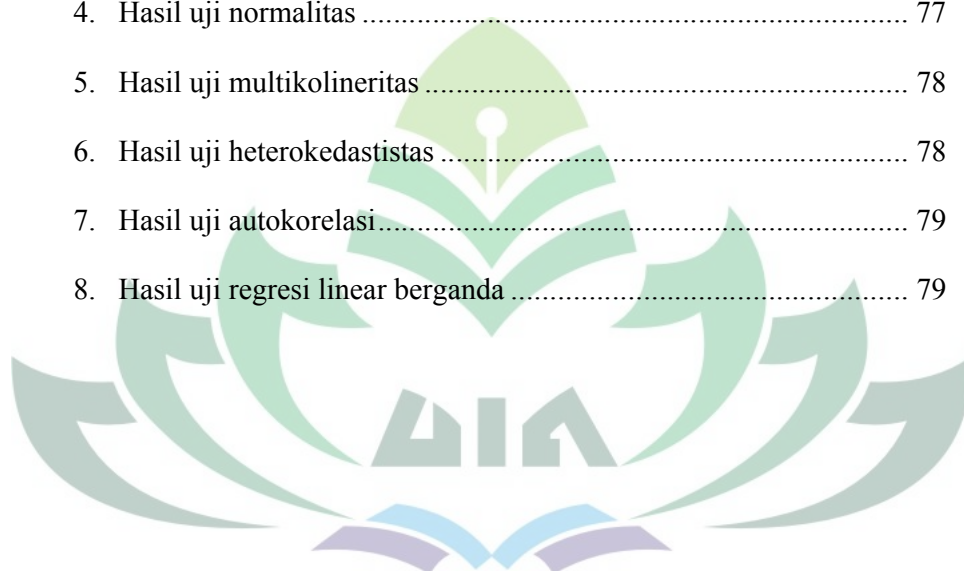 4. Hasil uji normalitas ........................................................................... 77
5. Hasil uji multikolineritas ................................................................... 78
6. Hasil uji heterokedastistas ................................................................. 78
7. Hasil uji autokorelasi.......................................................................... 79
8. Hasil uji regresi linear berganda ........................................................ 79
UIN